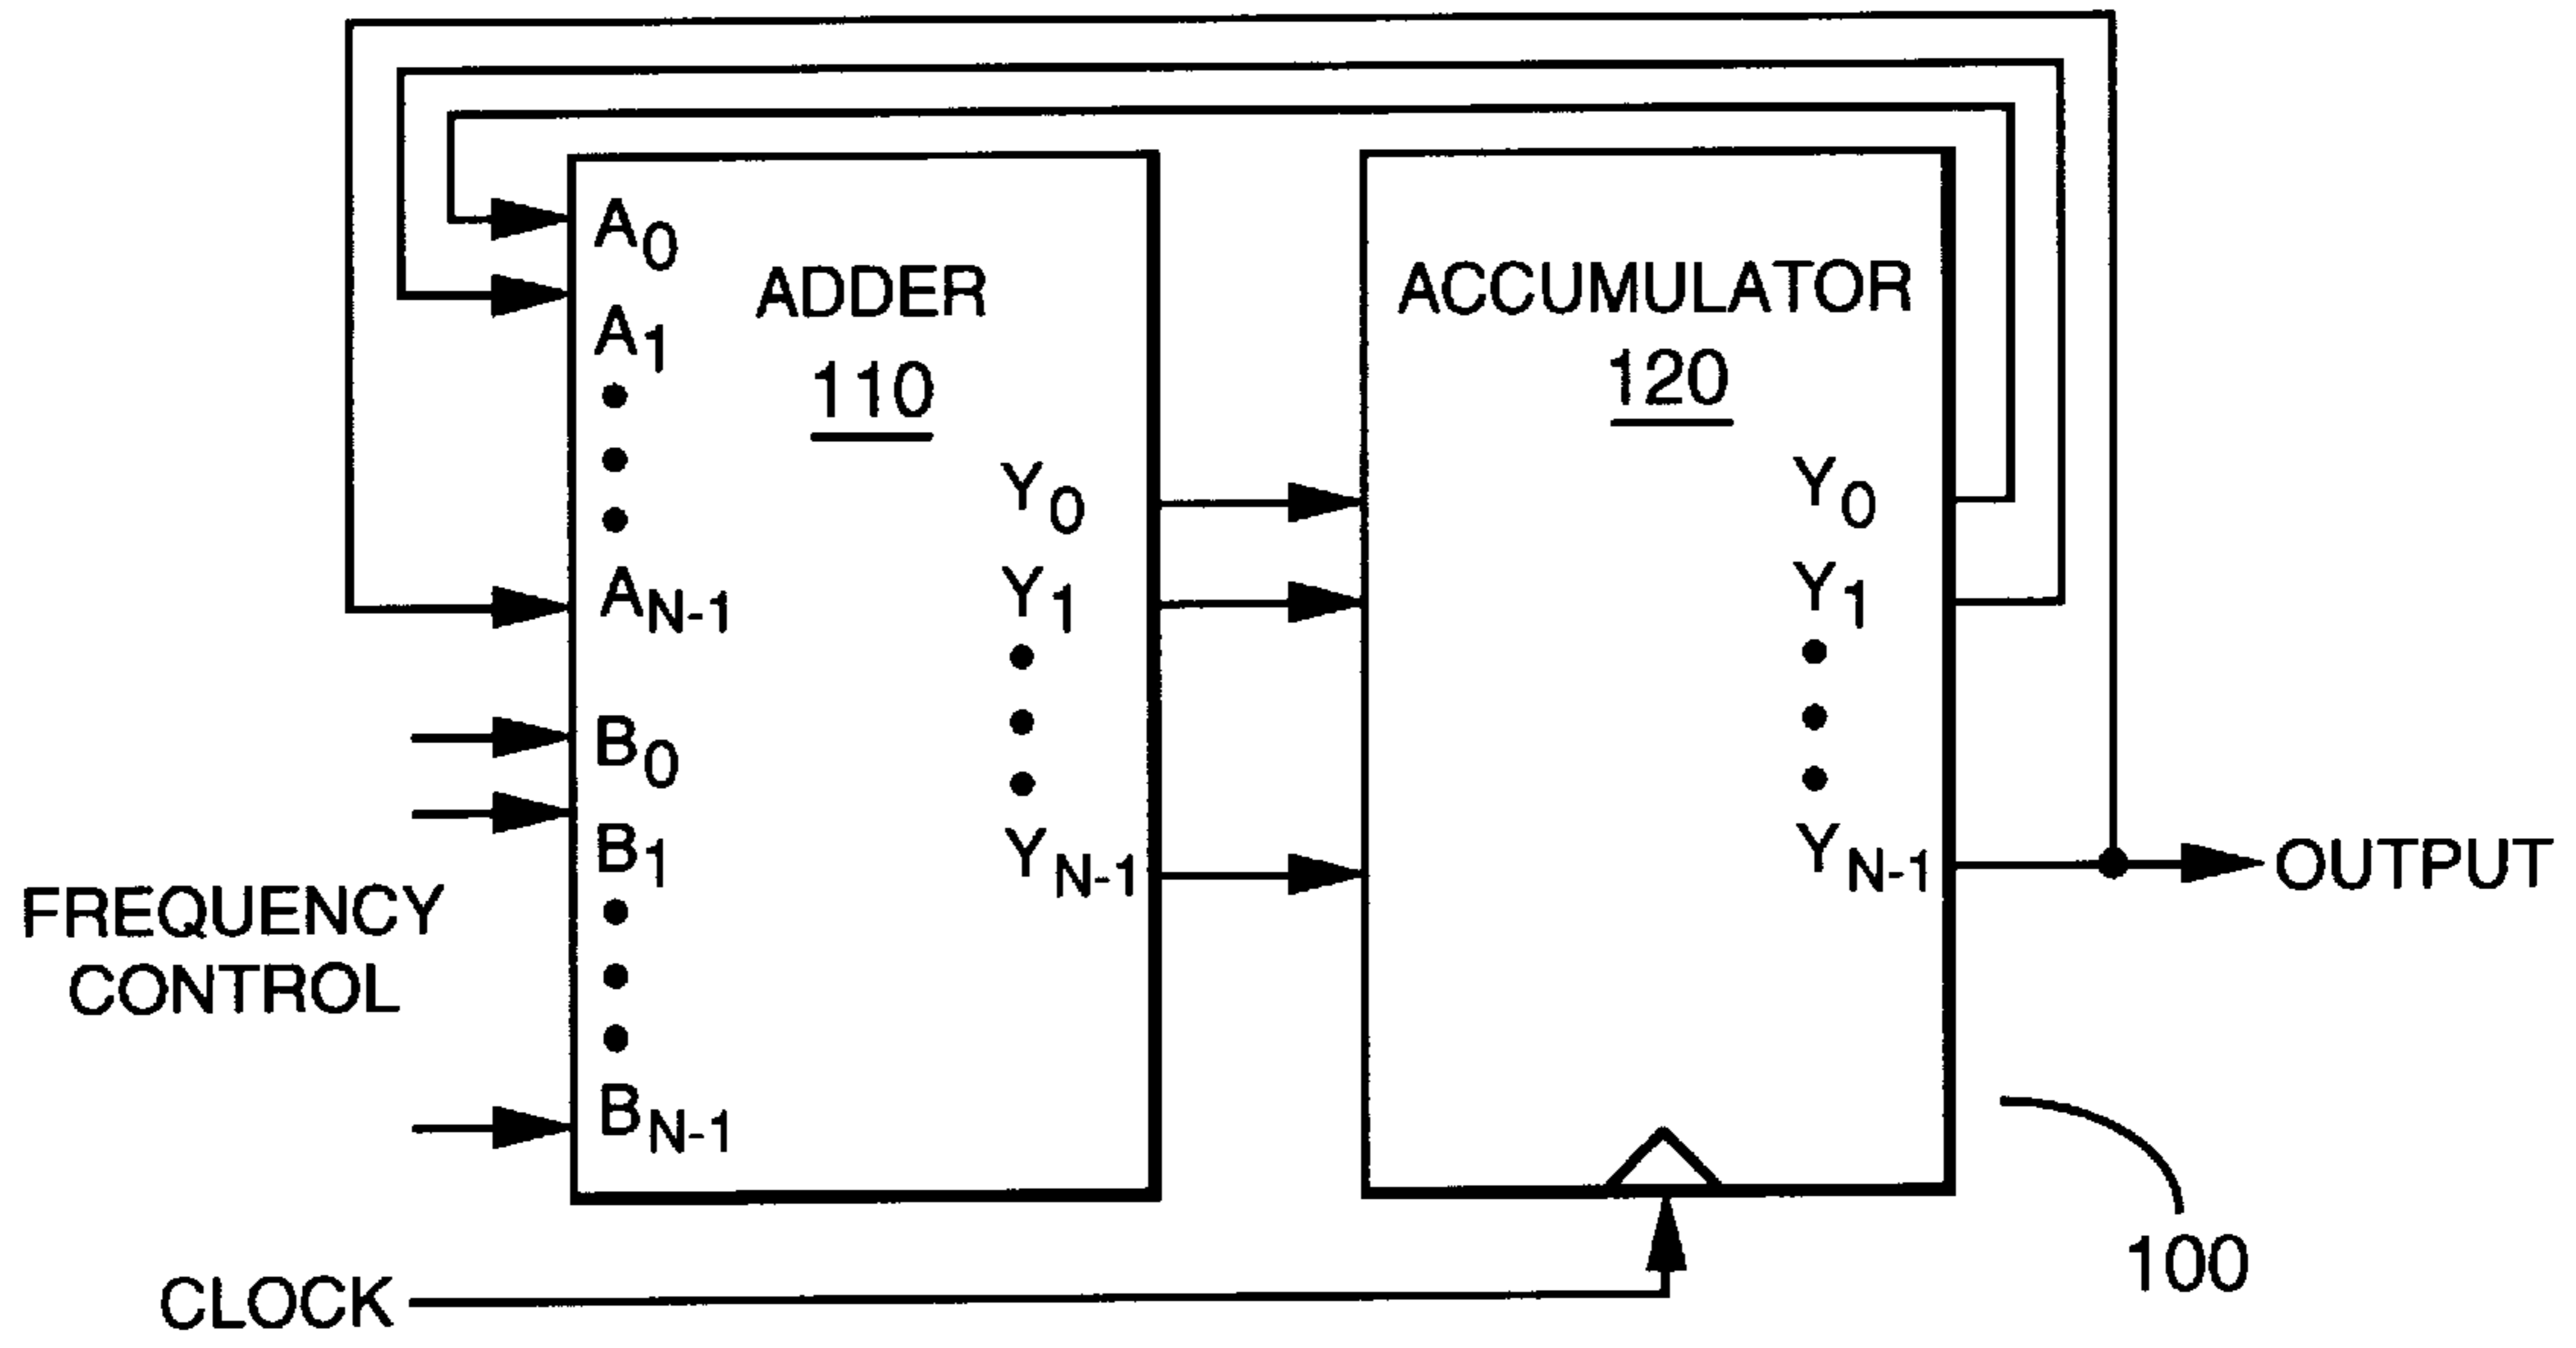 A0
A1
AN-1
B0
B1
BN-1
ADDER
110
Y0
Y1
YN-1
ACCUMULATOR
120
Y0
Y1
YN-1
OUTPUT
FREQUENCY
CONTROL
CLOCK
100